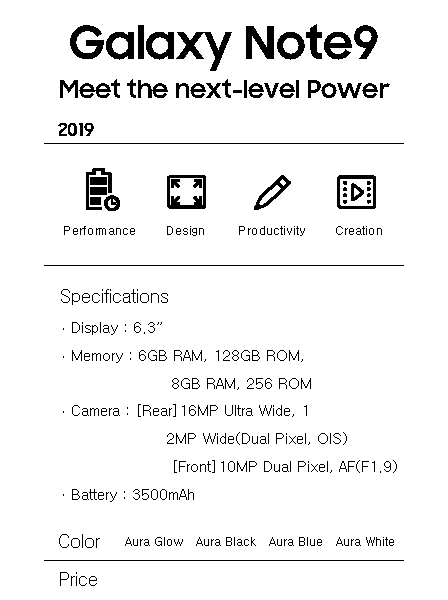 Galaxy Note9
Meet the next-level Power
2019
Performance Design Productivity Creation
Specifications
· Display : 6.3”
· Memory : 6GB RAM, 128GB ROM,
8GB RAM, 256 ROM
· Camera : [Rear] 16MP Ultra Wide, 1
2MP Wide(Dual Pixel, OIS)
[Front] 10MP Dual Pixel, AF(F1.9)
· Battery : 3500mAh
Color Aura Glow Aura Black Aura Blue Aura White
Price